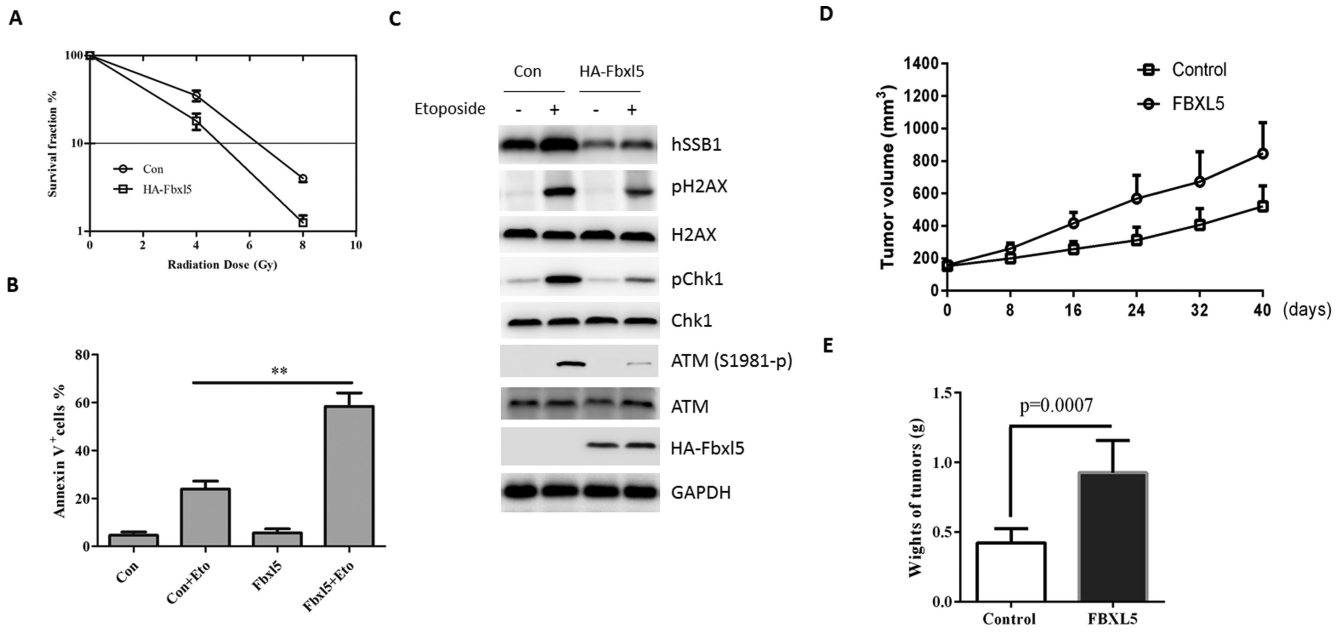 A
100
10
1
Survival fraction %
Con
HA-Fbxl5
0 2 4 6 8 10
Radiation Dose (Gy)
B
80
60
40
20
0
Annexin V+cells %
**
Con Con+Eto Fbxl5 Fbxl5+Eto
C
Con HA-Fbxl5
Etoposide - + - +
hSSB1
pH2AX
H2AX
pChk1
Chk1
ATM (S1981-p)
ATM
HA-Fbxl5
GAPDH
D
1400
1200
1000
800
600
400
200
0
Tumor volume (mm3)
Control
FBXL5
0 8 16 24 32 40 (days)
E
1.5
1.0
0.5
0.0
Wights of tumors (g)
p=0.0007
Control FBXL5